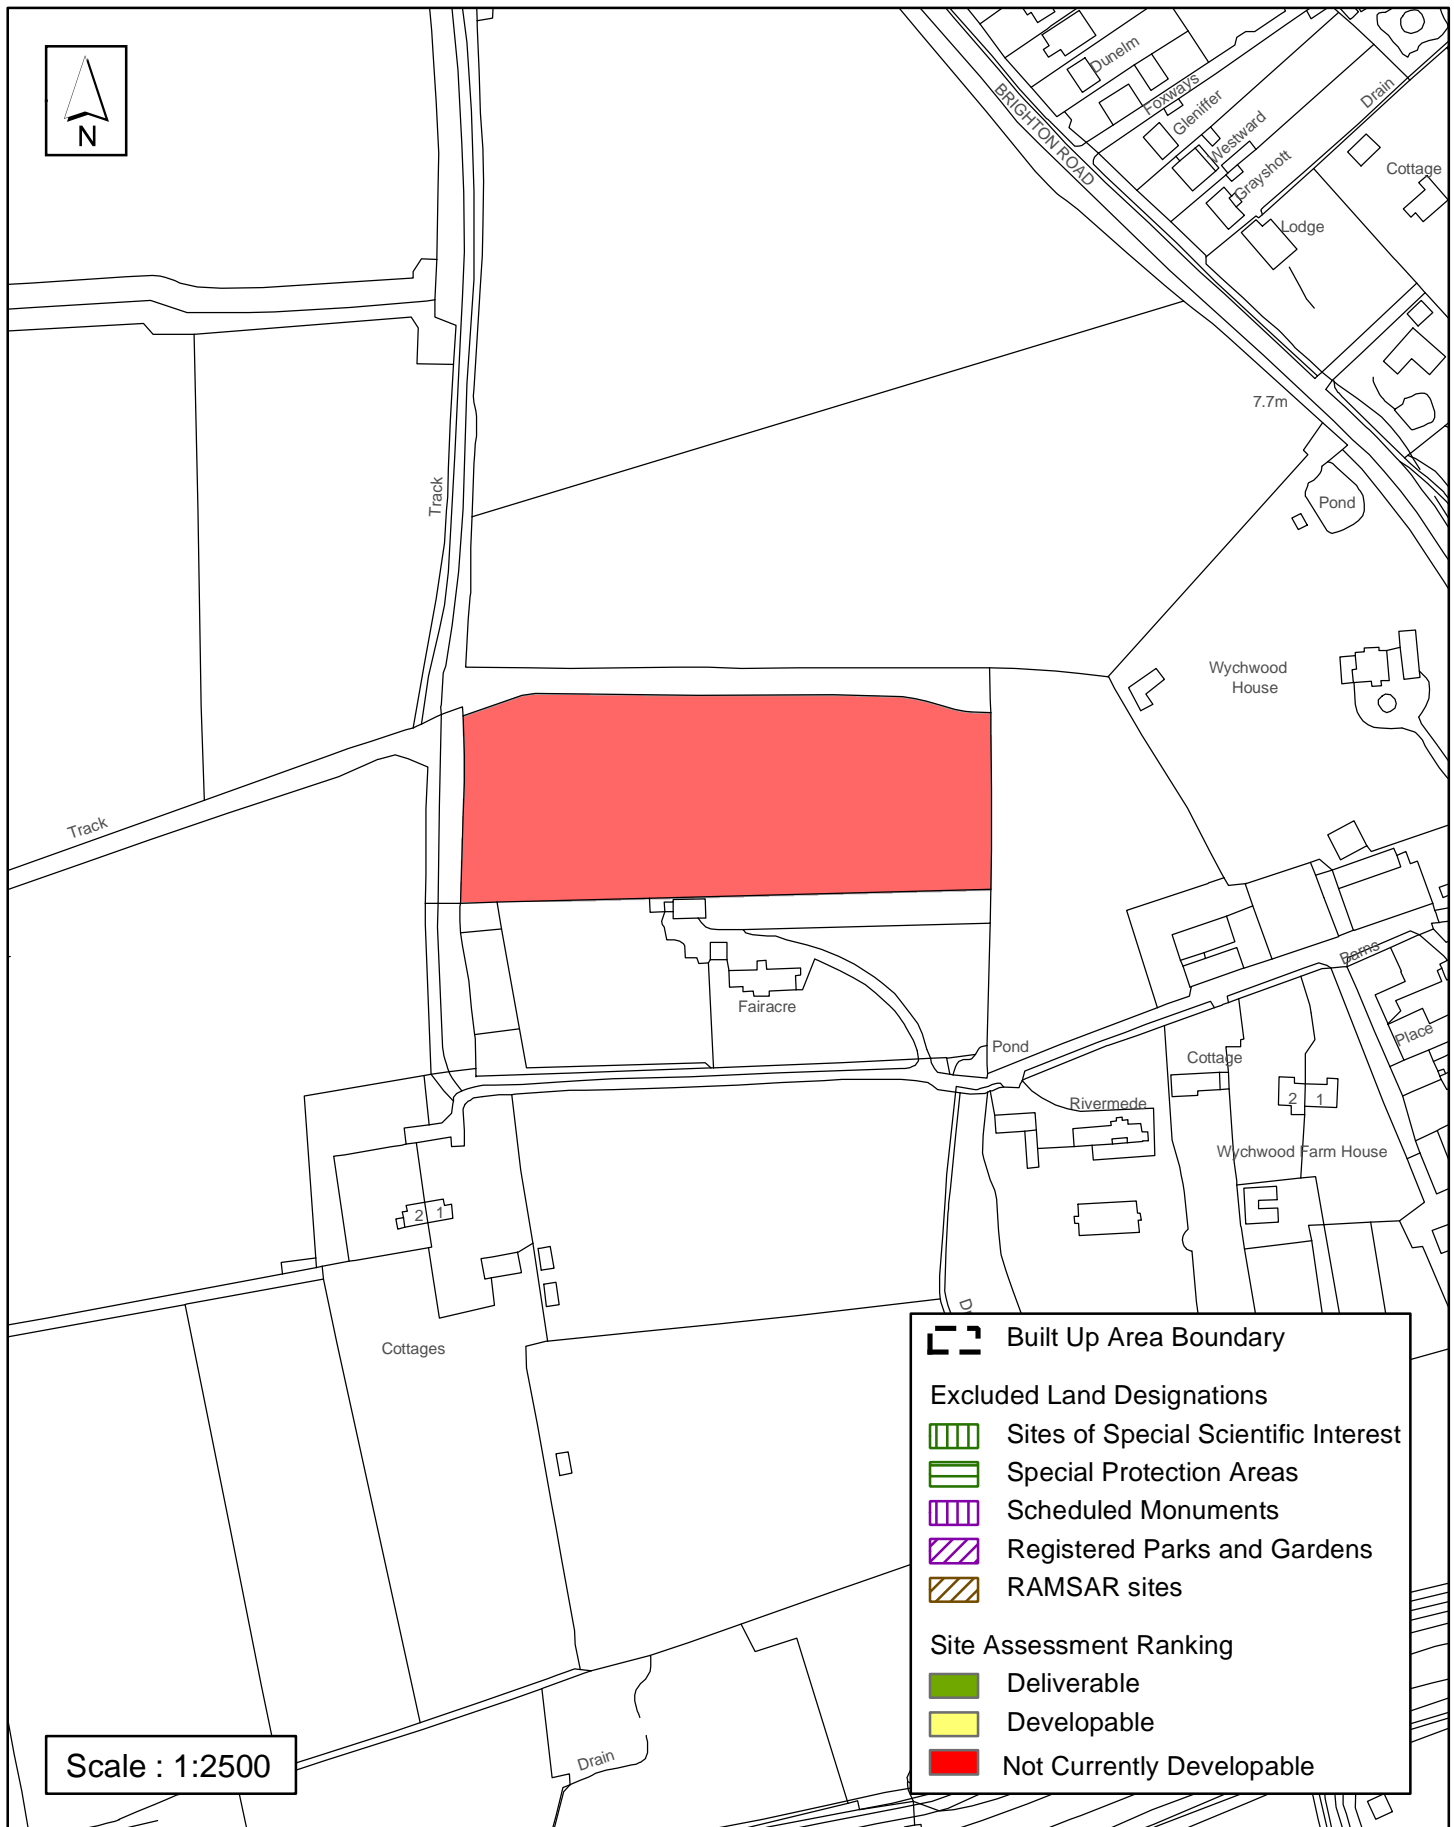 N
Dunelm
Foxways
Gleniffer
Westward
Grayshott
Drain
BRIGHTON ROAD
Cottage
Lodge
7.7m
Track
Pond
Wychwood
House
Track
Barns
Fairacre
Place
Pond
Cottage
Rivermede
2 1
Wychwood Farm House
2 1
Cottages
Built Up Area Boundary
Excluded Land Designations
Sites of Special Scientific Interest
Special Protection Areas
Scheduled Monuments
Registered Parks and Gardens
RAMSAR sites
Site Assessment Ranking
Deliverable
Developable
Not Currently Developable
Drain
Scale : 1:2500